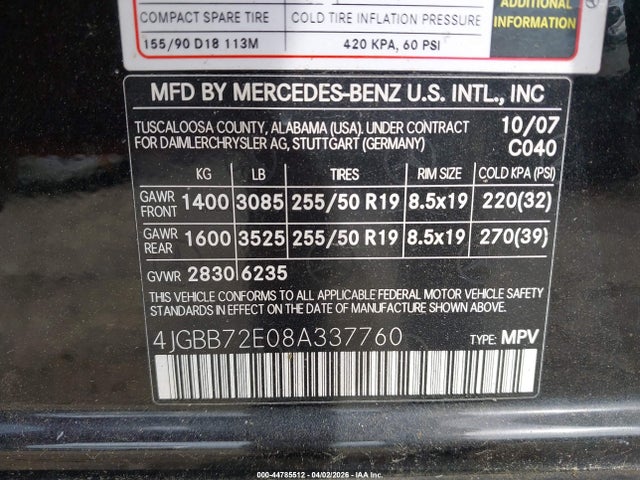 ADDITIONAL
INFORMATION
COMPACT SPARE TIRE COLD TIRE INFLATION PRESSURE
155/90 D18 113M 420 KPA, 60 PSI
MFD BY MERCEDES-BENZ U.S. INTL., INC
TUSCALOOSA COUNTY, ALABAMA (USA). UNDER CONTRACT 10/07
FOR DAIMLERCHRYSLER AG, STUTTGART (GERMANY) C040
KG LB TIRES RIM SIZE COLD KPA (PSI)
GAWR FRONT 1400 3085 255/50 R19 8.5x19 220(32)
GAWR REAR 1600 3525 255/50 R19 8.5x19 270(39)
GVWR 2830 6235
THIS VEHICLE CONFORMS TO ALL APPLICABLE FEDERAL MOTOR VEHICLE SAFETY
STANDARDS IN EFFECT ON THE DATE OF MANUFACTURE SHOWN ABOVE.
4JGBB72E08A337760 TYPE: MPV
000-44785512 - 04/02/2026 - COPYRIGHT IAA, LLC.